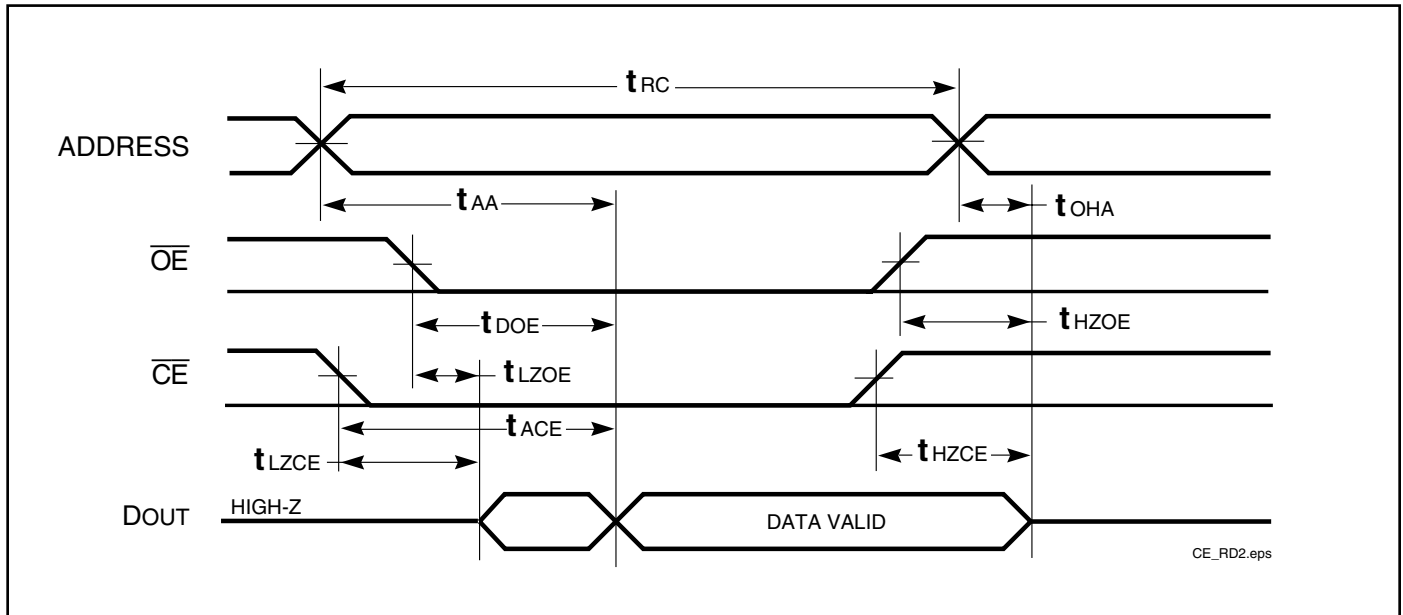 tRC
ADDRESS
tAA
tOHA
OE
tDOE
tHZOE
CE
tLZOE
tACE
tLZCE
tHZCE
DOUT
HIGH-Z
DATA VALID
CE_RD2.eps